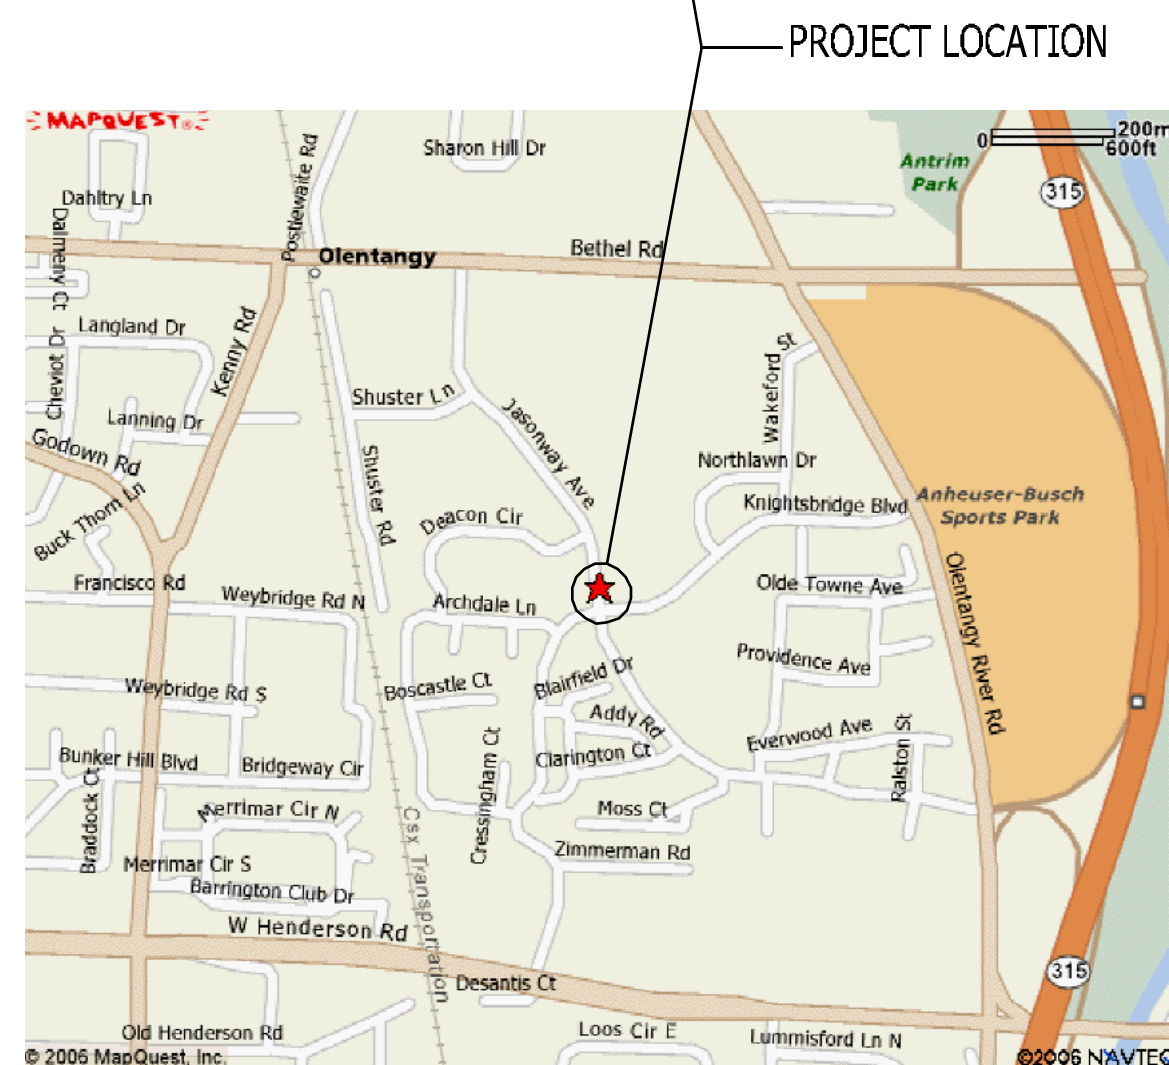 PROJECT LOCATION
MAPQUEST®
200m
0
600ft
Sharon Hill Dr
Antrim
Park
315
Dahltry Ln
Postlewaite Rd
Dalmeny Ct
Olentangy
Bethel Rd
Langland Dr
Kenny Rd
Cheviot Dr
Wakeford St
Shuster Ln
Jasonway Ave
Lanning Dr
Godown Rd
Northlawn Dr
Shuster Rd
Buck Thorn Ln
Knightsbridge Blvd
Anheuser-Busch
Sports Park
Deacon Cir
Francisco Rd
Weybridge Rd N
Archdale Ln
Olde Towne Ave
Olentangy River Rd
Providence Ave
Blairfield Dr
Boscastle Ct
Weybridge Rd S
Addy Rd
Everwood Ave
Ralston St
Clarington Ct
Cressingham Ct
Bunker Hill Blvd
Bridgeway Cir
Braddock Ct
Merrimar Cir N
Moss Ct
Csx Transportation
Zimmerman Rd
Merrimar Cir S
Barrington Club Dr
W Henderson Rd
315
Desantis Ct
Old Henderson Rd
Loos Cir E
Lummisford Ln N
© 2006 MapQuest, Inc.
©2006 NAVTEQ